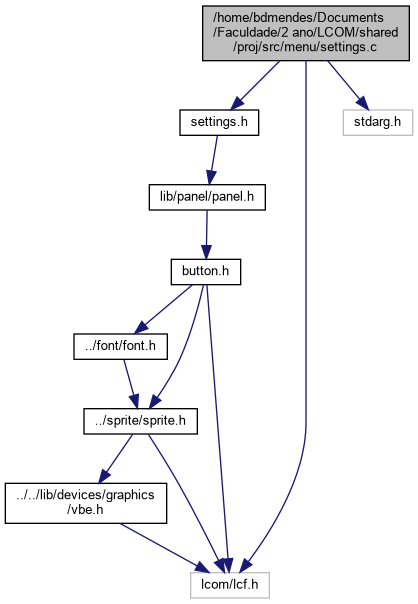 /home/bdmendes/Documents
/Faculdade/2 ano/LCOM/shared
/proj/src/menu/settings.c
settings.h
stdarg.h
lib/panel/panel.h
button.h
../font/font.h
../sprite/sprite.h
../../lib/devices/graphics
/vbe.h
lcom/lcf.h